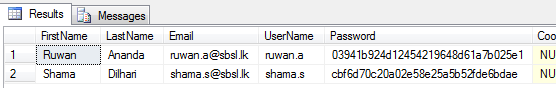 Results Messages
FirstName LastName Email UserName Password Coo
1 Ruwan Ananda ruwan.a@sbsl.lk ruwan.a 03941b924d12454219648d61a7b025e1 NU
2 Shama Dilhari shama.s@sbsl.lk shama.s cbf6d70c20a02e58e25a5b52fde6bdae NU